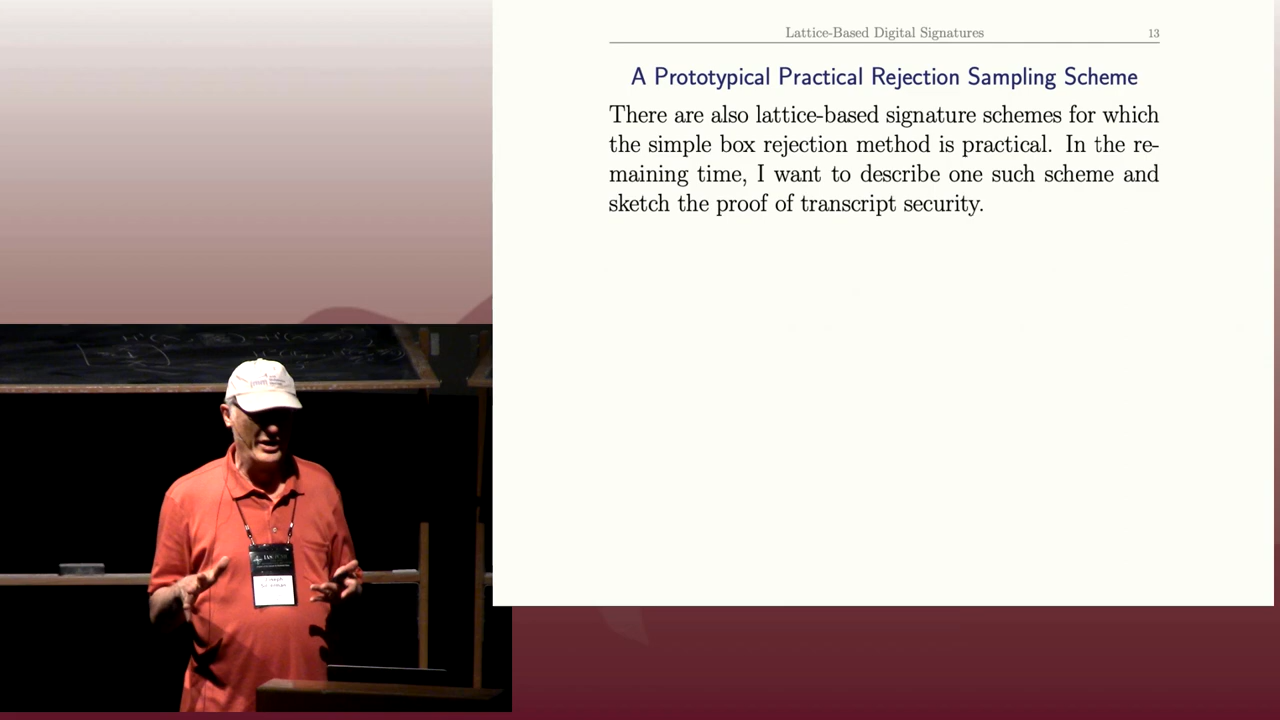 Lattice-Based Digital Signatures 13
A Prototypical Practical Rejection Sampling Scheme
There are also lattice-based signature schemes for which
the simple box rejection method is practical. In the re-
maining time, I want to describe one such scheme and
sketch the proof of transcript security.